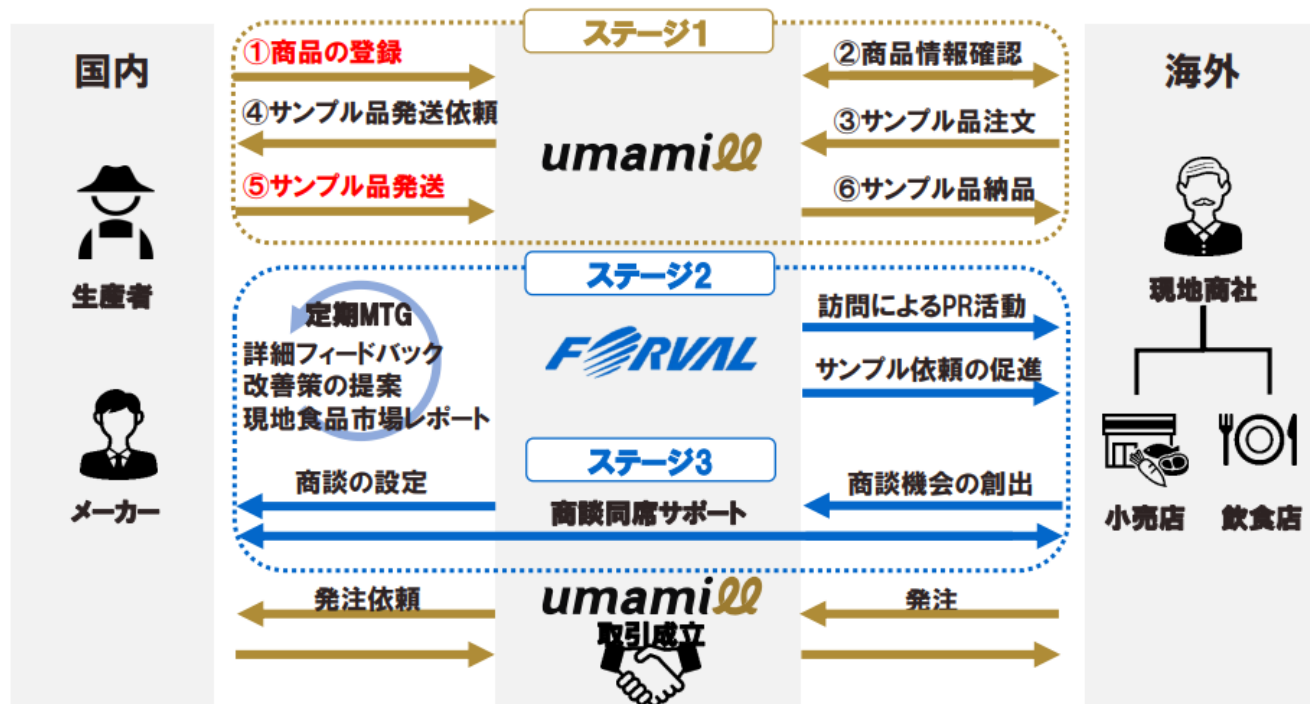 ステージ1
国内
海外
①商品の登録
②商品情報確認
④サンプル品発送依頼
③サンプル品注文
umamill
⑤サンプル品発送
⑥サンプル品納品
生産者
現地商社
ステージ2
定期MTG
詳細フィードバック
改善策の提案
現地食品市場レポート
FORVAL
訪問によるPR活動
サンプル依頼の促進
メーカー
小売店
飲食店
ステージ3
商談の設定
商談機会の創出
商談同席サポート
発注依頼
umamill
発注
取引成立